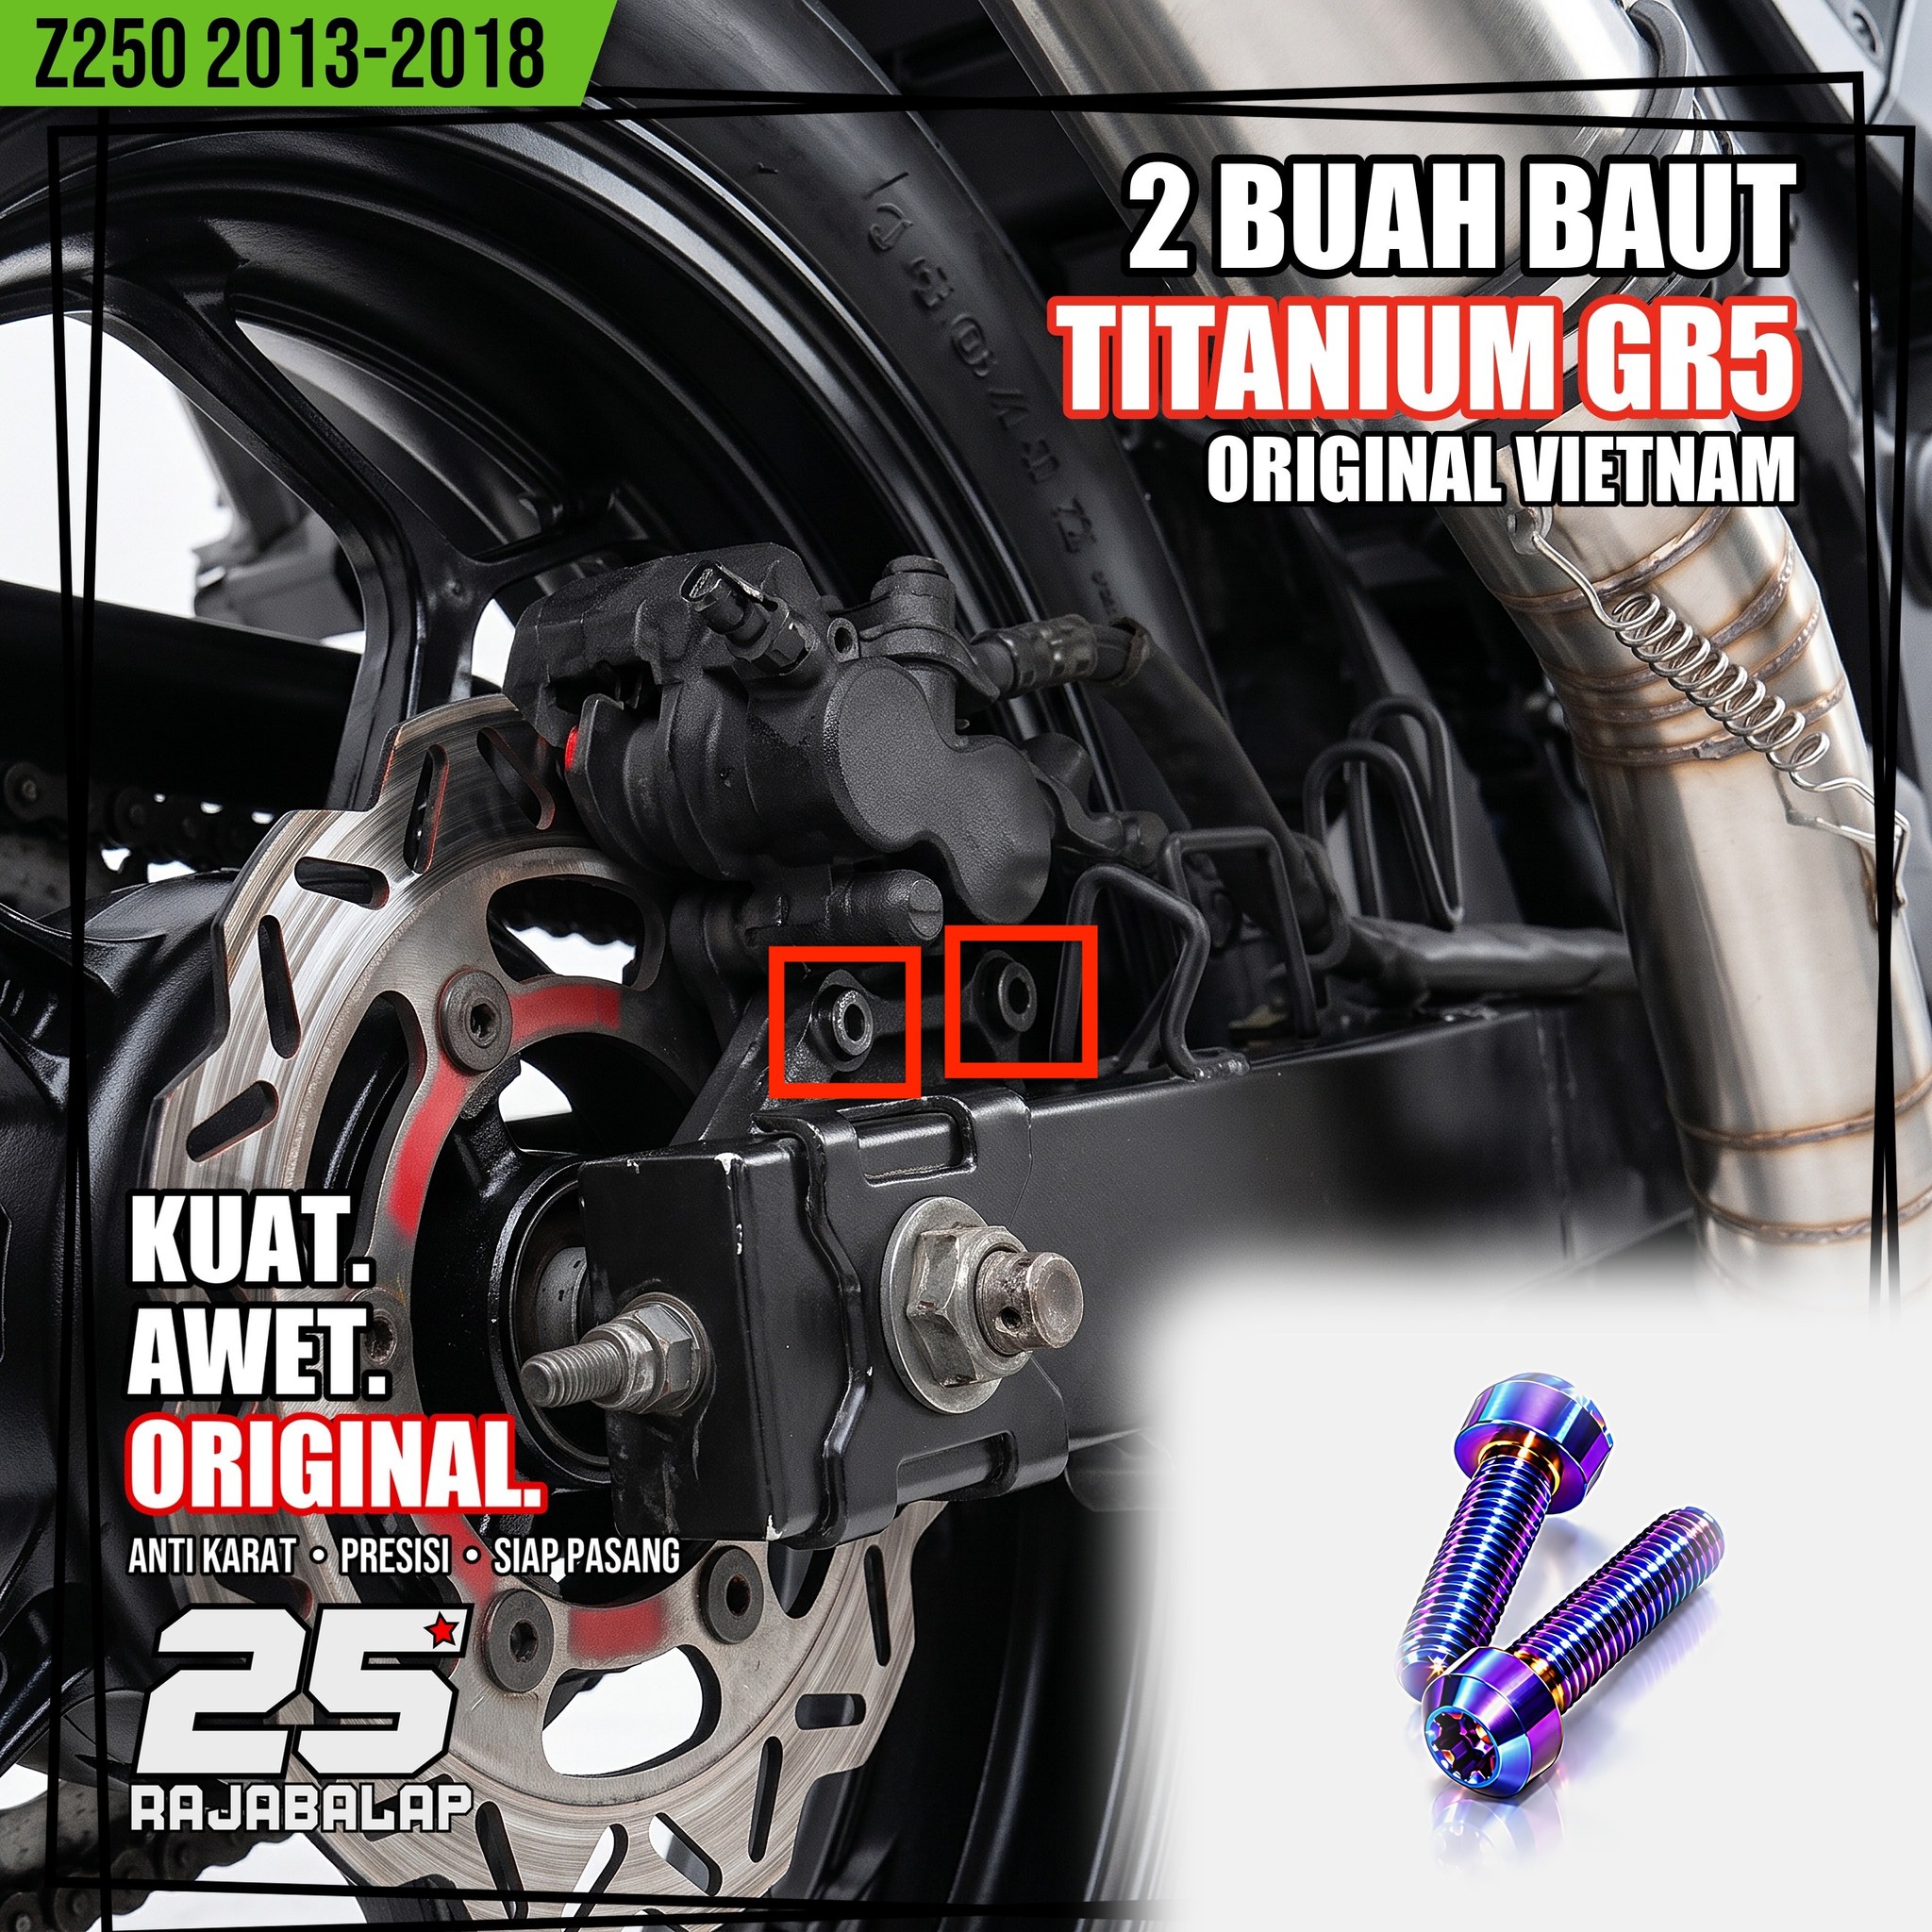 Z250 2013-2018
2 BUAH BAUT
TITANIUM GR5
ORIGINAL VIETNAM
KUAT.
AWET.
ORIGINAL.
ANTI KARAT • PRESISI • SIAP PASANG
25
RAJABALAP